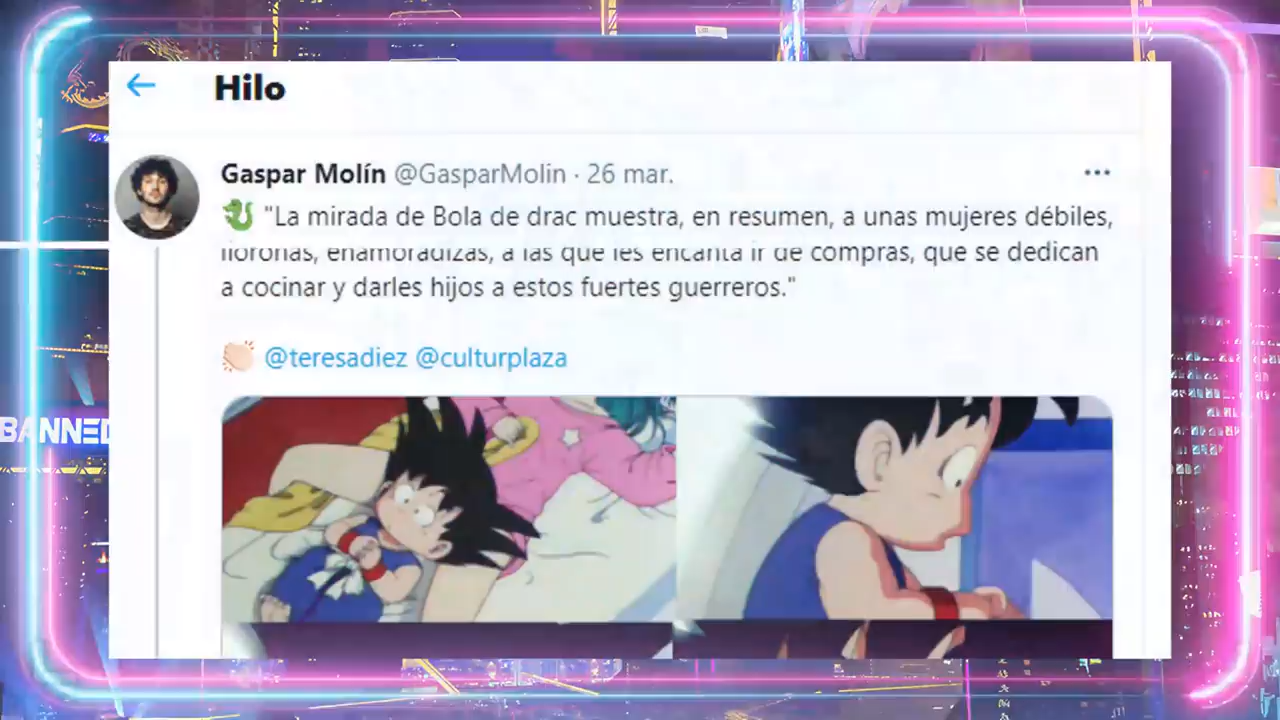 Hilo
Gaspar Molín @GasparMolin · 26 mar.
"La mirada de Bola de drac muestra, en resumen, a unas mujeres débiles,
lloronas, enamoradizas, a las que les encanta ir de compras, que se dedican
a cocinar y darles hijos a estos fuertes guerreros."
@teresadiez @culturplaza
BANNED